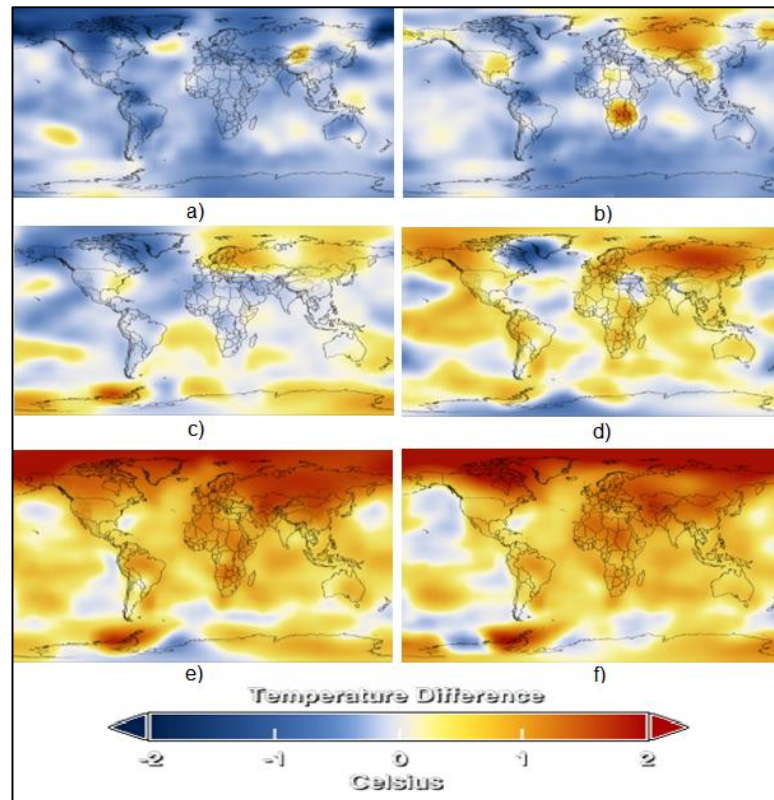 a)
b)
c)
d)
e)
f)
Temperature Difference
-2 -1 0 1 2
Celsius